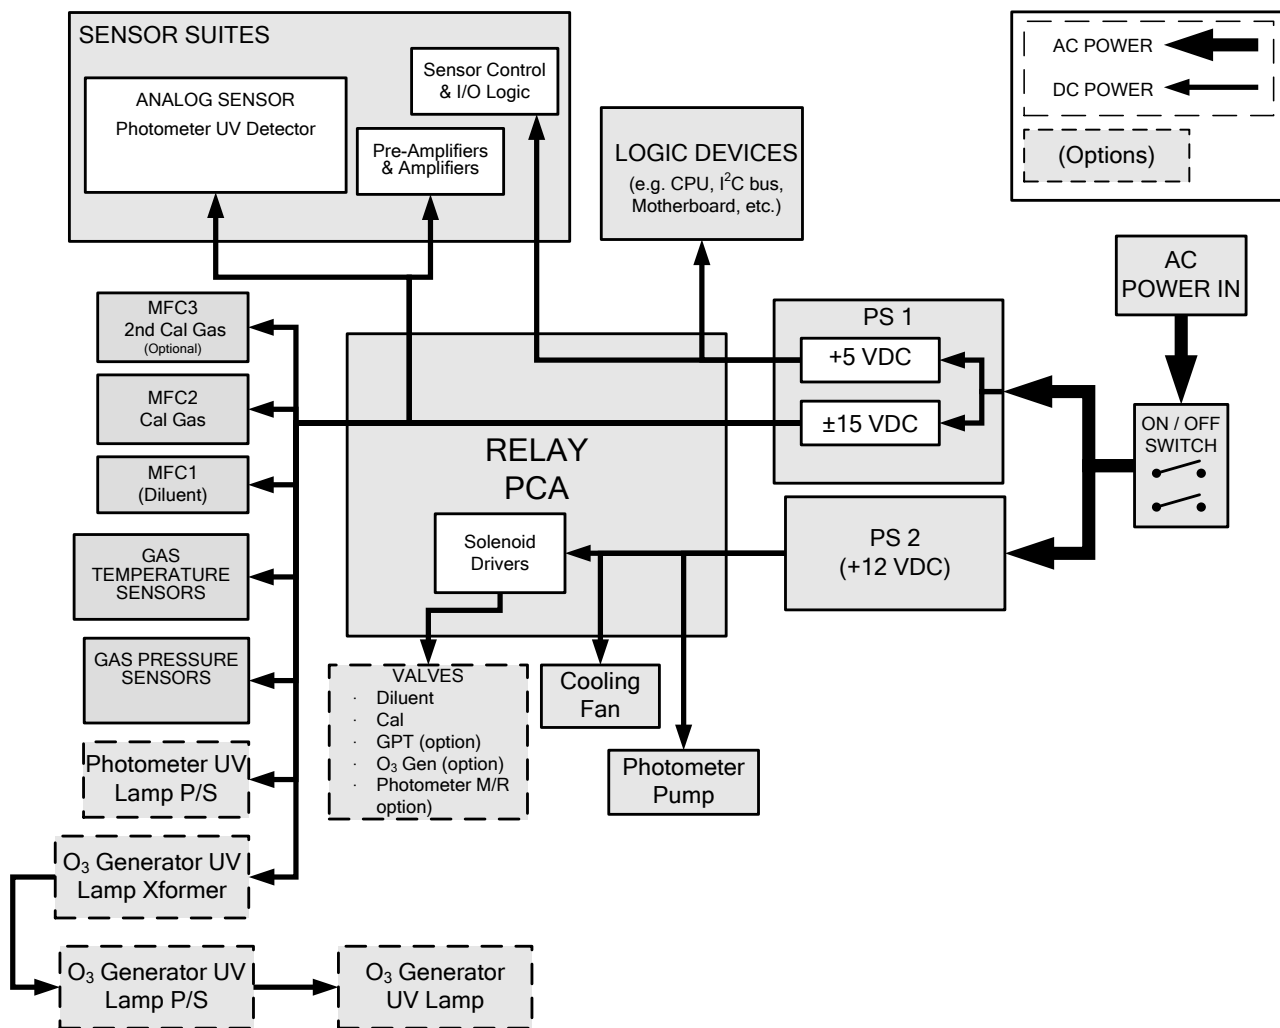 SENSOR SUITES
ANALOG SENSOR
Photometer UV Detector
Sensor Control
& I/O Logic
Pre-Amplifiers
& Amplifiers
LOGIC DEVICES
(e.g. CPU, I²C bus,
Motherboard, etc.)
AC POWER
DC POWER
(Options)
AC
POWER IN
ON / OFF
SWITCH
PS 1
+5 VDC
±15 VDC
PS 2
(+12 VDC)
RELAY
PCA
Solenoid
Drivers
MFC3
2nd Cal Gas
(Optional)
MFC2
Cal Gas
MFC1
(Diluent)
GAS
TEMPERATURE
SENSORS
GAS PRESSURE
SENSORS
Photometer UV
Lamp P/S
O₃ Generator UV
Lamp Xformer
O₃ Generator UV
Lamp P/S
O₃ Generator
UV Lamp
VALVES
· Diluent
· Cal
· GPT (option)
· O₃ Gen (option)
· Photometer M/R
option)
Cooling
Fan
Photometer
Pump